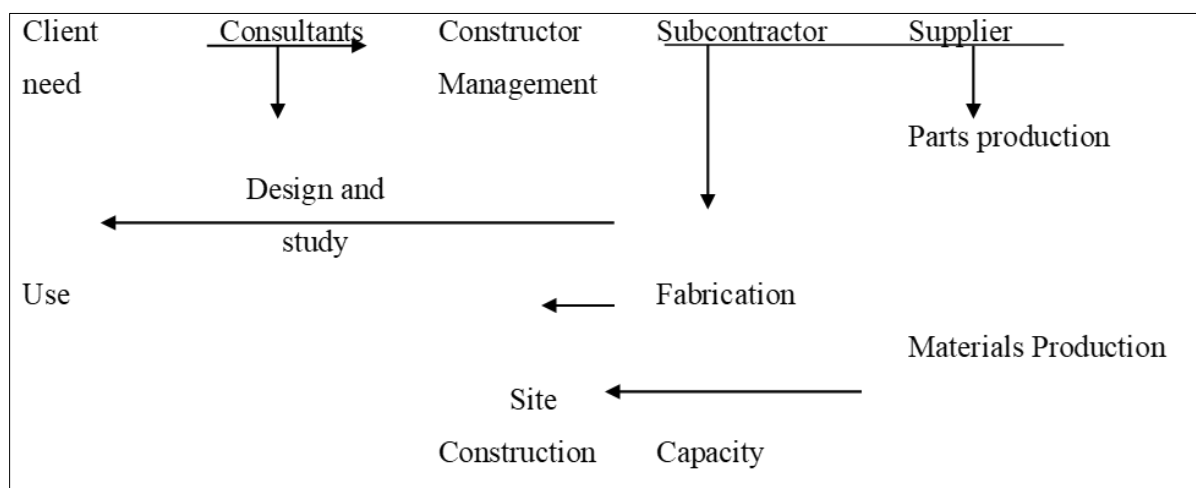 Client Consultants Constructor Subcontractor Supplier
need Management
Parts production
Design and
study
Use Fabrication
Materials Production
Site
Construction Capacity